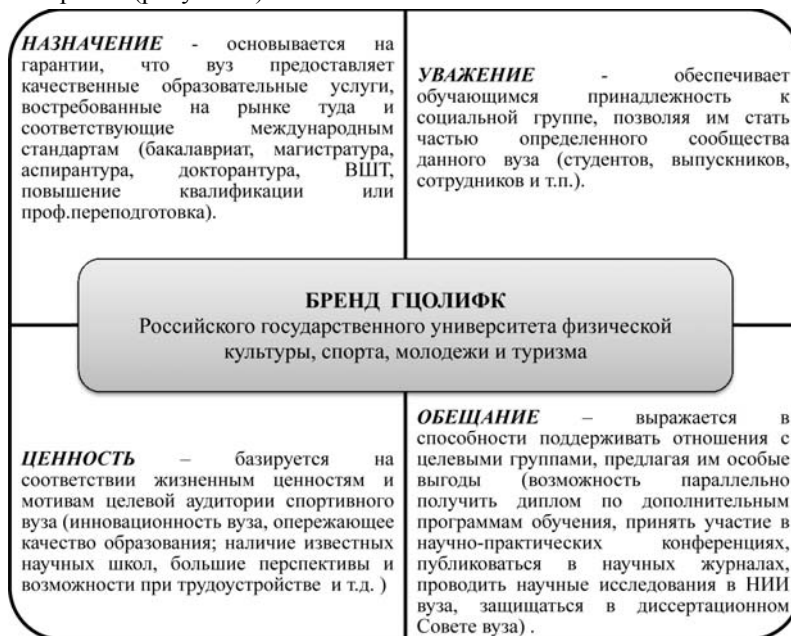 НАЗНАЧЕНИЕ - основывается на
гарантии, что вуз предоставляет
качественные образовательные услуги,
востребованные на рынке туда и
соответствующие международным
стандартам (бакалавриат, магистратура,
аспирантура, докторантура, ВШТ,
повышение квалификации или
проф.переподготовка).
УВАЖЕНИЕ - обеспечивает
обучающимся принадлежность к
социальной группе, позволяя им стать
частью определенного сообщества
данного вуза (студентов, выпускников,
сотрудников и т.п.).
БРЕНД ГЦОЛИФК
Российского государственного университета физической
культуры, спорта, молодежи и туризма
ЦЕННОСТЬ – базируется на
соответствии жизненным ценностям и
мотивам целевой аудитории спортивного
вуза (инновационность вуза, опережающее
качество образования; наличие известных
научных школ, большие перспективы и
возможности при трудоустройстве и т.д. )
ОБЕЩАНИЕ – выражается в
способности поддерживать отношения с
целевыми группами, предлагая им особые
выгоды (возможность параллельно
получить диплом по дополнительным
программам обучения, принять участие в
научно-практических конференциях,
публиковаться в научных журналах,
проводить научные исследования в НИИ
вуза, защищаться в диссертационном
Совете вуза) .